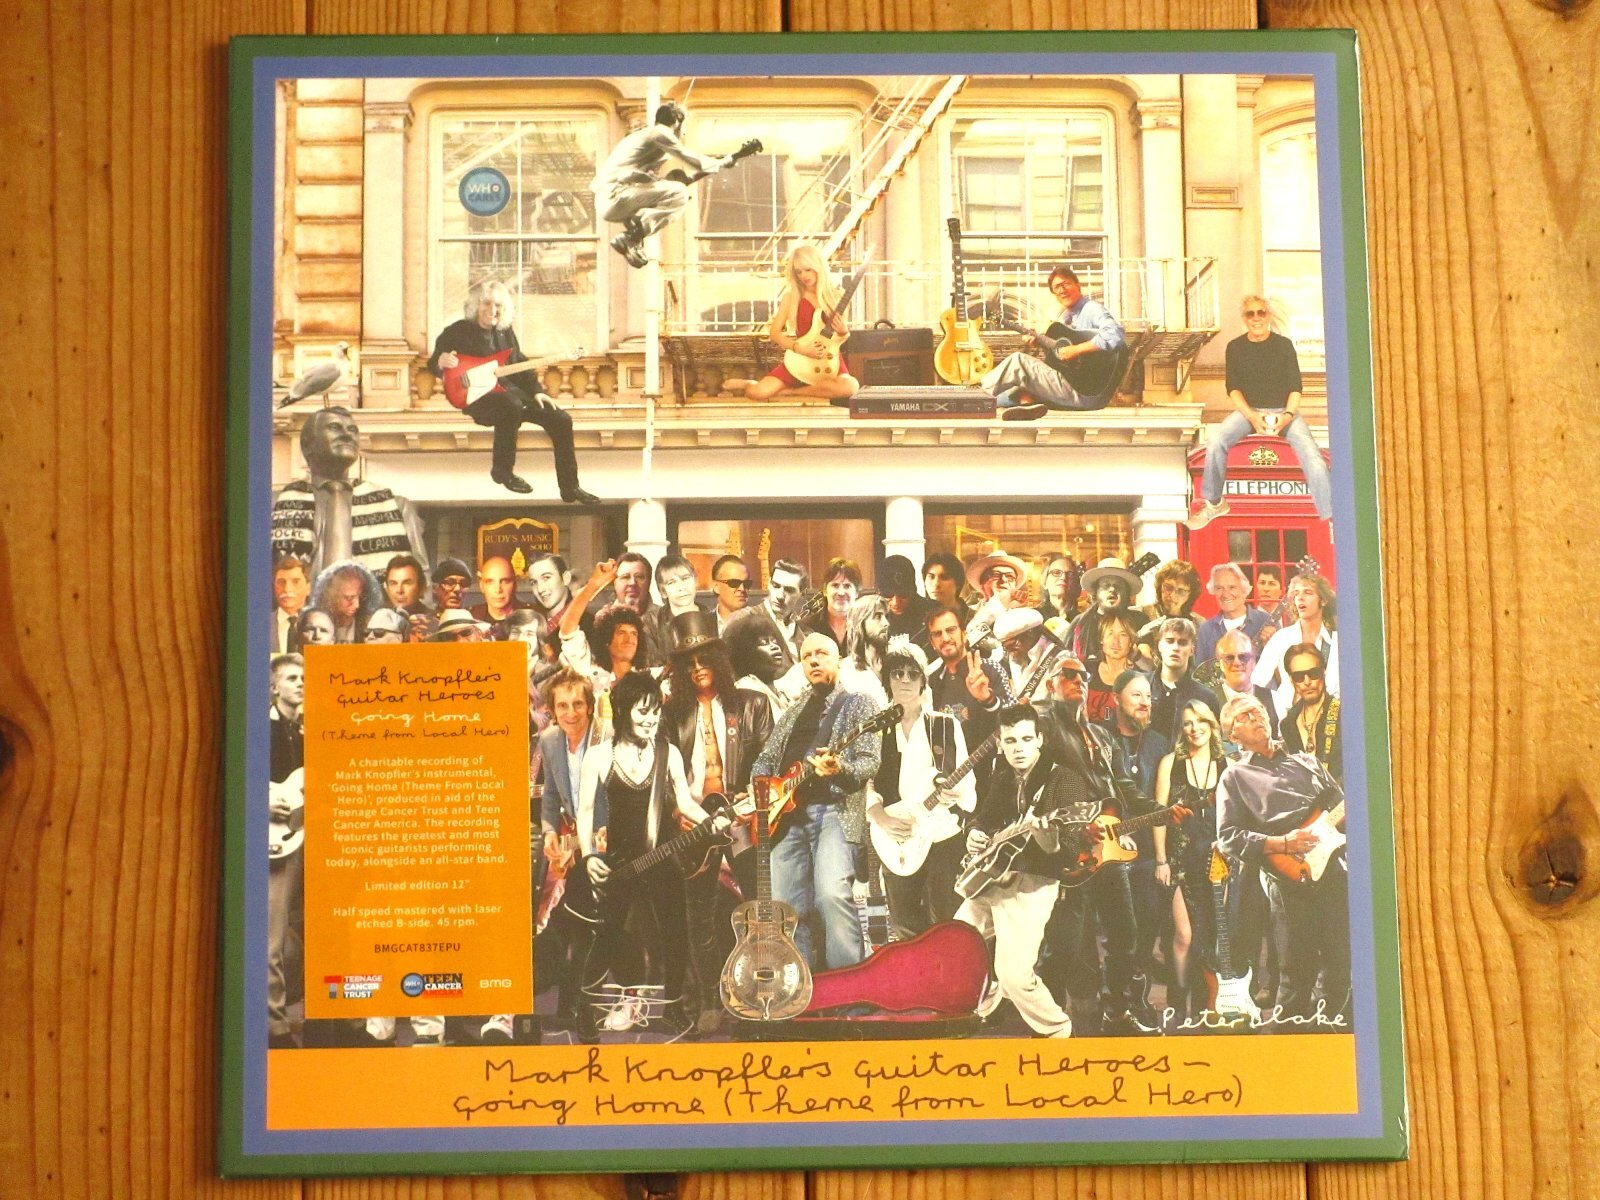 WHO
CARES
YAMAHA DX1
TELEPHONE
RUDY'S MUSIC
SOHO
CLARK
Mark Knopfler's
Guitar Heroes
Going Home
(Theme from Local Hero)
A charitable recording of
Mark Knopfler's instrumental,
'Going Home (Theme From Local
Hero)', produced in aid of the
Teenage Cancer Trust and Teen
Cancer America. The recording
features the greatest and most
iconic guitarists performing
today, alongside an all-star band.
Limited edition 12".
Half speed mastered with laser
etched B-side. 45 rpm.
BMGCAT837EPU
TEENAGE
CANCER
TRUST
WHO TEEN
CANCER
AMERICA
BMG
Peter Blake
Mark Knopfler's Guitar Heroes-
Going Home (Theme from Local Hero)